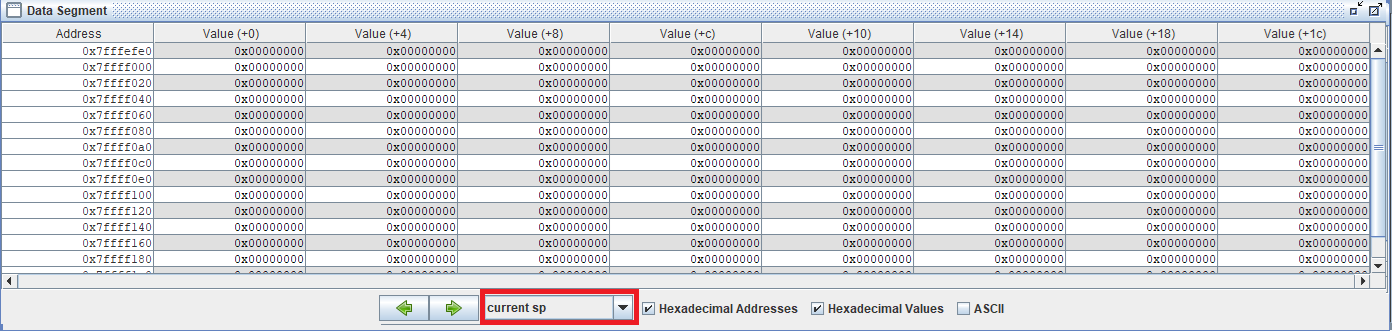 Data Segment
Address Value (+0) Value (+4) Value (+8) Value (+c) Value (+10) Value (+14) Value (+18) Value (+1c)
0x7fffefe0 0x00000000 0x00000000 0x00000000 0x00000000 0x00000000 0x00000000 0x00000000 0x00000000
0x7ffff000 0x00000000 0x00000000 0x00000000 0x00000000 0x00000000 0x00000000 0x00000000 0x00000000
0x7ffff020 0x00000000 0x00000000 0x00000000 0x00000000 0x00000000 0x00000000 0x00000000 0x00000000
0x7ffff040 0x00000000 0x00000000 0x00000000 0x00000000 0x00000000 0x00000000 0x00000000 0x00000000
0x7ffff060 0x00000000 0x00000000 0x00000000 0x00000000 0x00000000 0x00000000 0x00000000 0x00000000
0x7ffff080 0x00000000 0x00000000 0x00000000 0x00000000 0x00000000 0x00000000 0x00000000 0x00000000
0x7ffff0a0 0x00000000 0x00000000 0x00000000 0x00000000 0x00000000 0x00000000 0x00000000 0x00000000
0x7ffff0c0 0x00000000 0x00000000 0x00000000 0x00000000 0x00000000 0x00000000 0x00000000 0x00000000
0x7ffff0e0 0x00000000 0x00000000 0x00000000 0x00000000 0x00000000 0x00000000 0x00000000 0x00000000
0x7ffff100 0x00000000 0x00000000 0x00000000 0x00000000 0x00000000 0x00000000 0x00000000 0x00000000
0x7ffff120 0x00000000 0x00000000 0x00000000 0x00000000 0x00000000 0x00000000 0x00000000 0x00000000
0x7ffff140 0x00000000 0x00000000 0x00000000 0x00000000 0x00000000 0x00000000 0x00000000 0x00000000
0x7ffff160 0x00000000 0x00000000 0x00000000 0x00000000 0x00000000 0x00000000 0x00000000 0x00000000
0x7ffff180 0x00000000 0x00000000 0x00000000 0x00000000 0x00000000 0x00000000 0x00000000 0x00000000
current sp Hexadecimal Addresses Hexadecimal Values ASCII